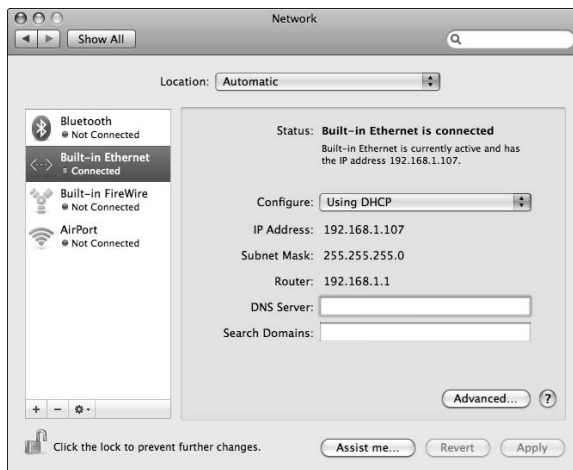 Network
Show All
Location: Automatic
Bluetooth
Not Connected
Built-in Ethernet
Connected
Built-in FireWire
Not Connected
AirPort
Not Connected
Status: Built-in Ethernet is connected
Built-in Ethernet is currently active and has
the IP address 192.168.1.107.
Configure: Using DHCP
IP Address: 192.168.1.107
Subnet Mask: 255.255.255.0
Router: 192.168.1.1
DNS Server:
Search Domains:
Advanced... ?
+ −
Click the lock to prevent further changes.
Assist me... Revert Apply